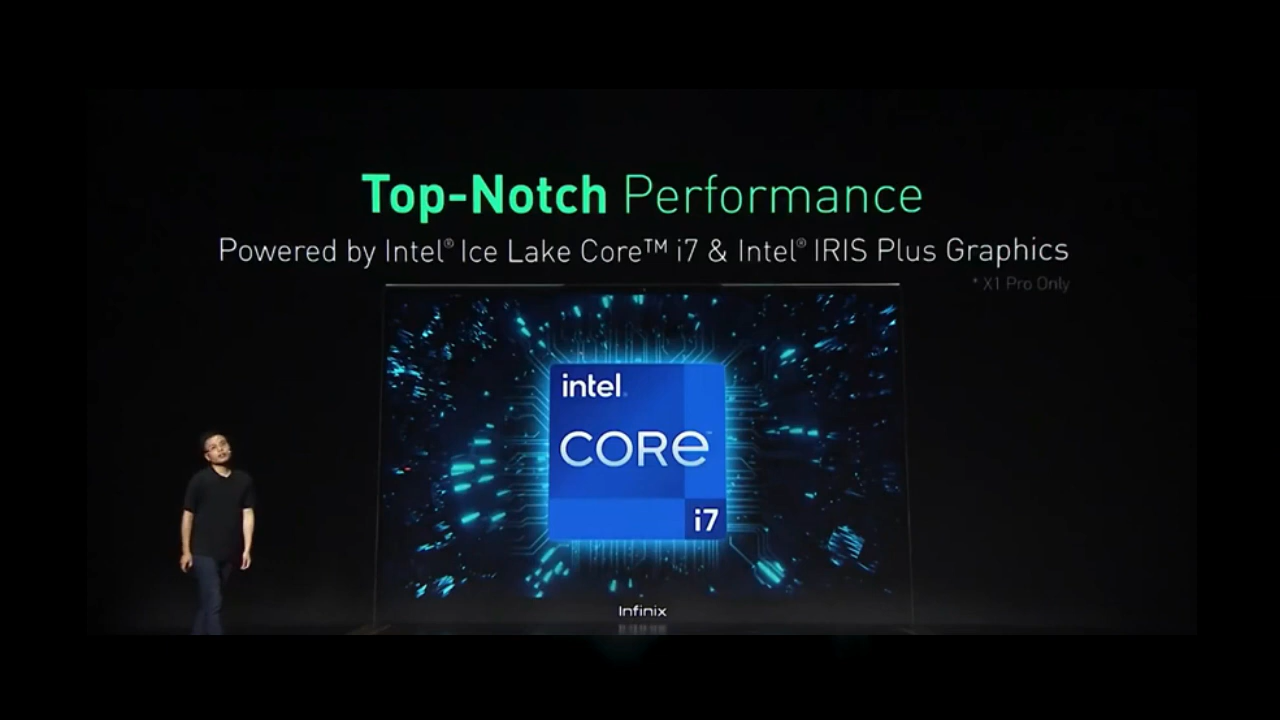 Top-Notch Performance
Powered by Intel® Ice Lake Core™ i7 & Intel® IRIS Plus Graphics
* X1 Pro Only
intel.
CORE™
i7
Infinix